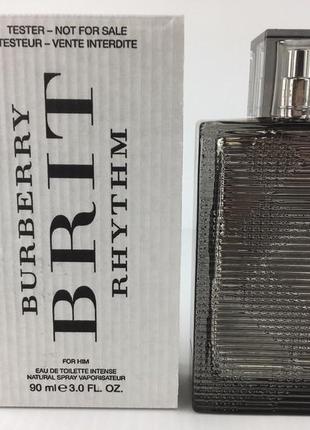 TESTER – NOT FOR SALE
TESTEUR – VENTE INTERDITE
BURBERRY
BRIT
RHYTHM
FOR HIM
EAU DE TOILETTE INTENSE
NATURAL SPRAY VAPORISATEUR
90 ml ℮ 3.0 FL. OZ.